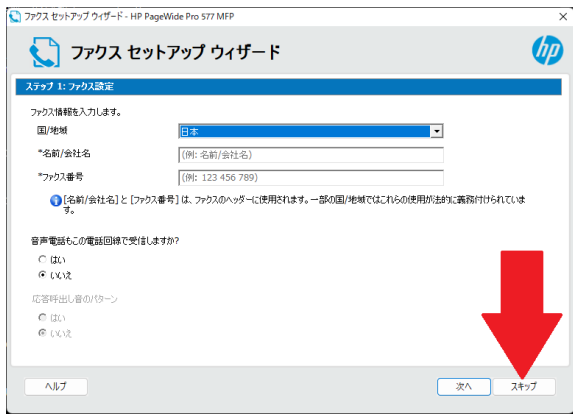 ファクス セットアップ ウィザード - HP PageWide Pro 577 MFP
ファクス セットアップ ウィザード
hp
ステップ 1: ファクス設定
ファクス情報を入力します。
国/地域
日本
*名前/会社名
(例: 名前/会社名)
*ファクス番号
(例: 123 456 789)
[名前/会社名] と [ファクス番号] は、ファクスのヘッダーに使用されます。一部の国/地域ではこれらの使用が法的に義務付けられていま
す。
音声電話もこの電話回線で受信しますか?
はい
いいえ
応答呼出し音のパターン
はい
いいえ
ヘルプ
次へ
スキップ